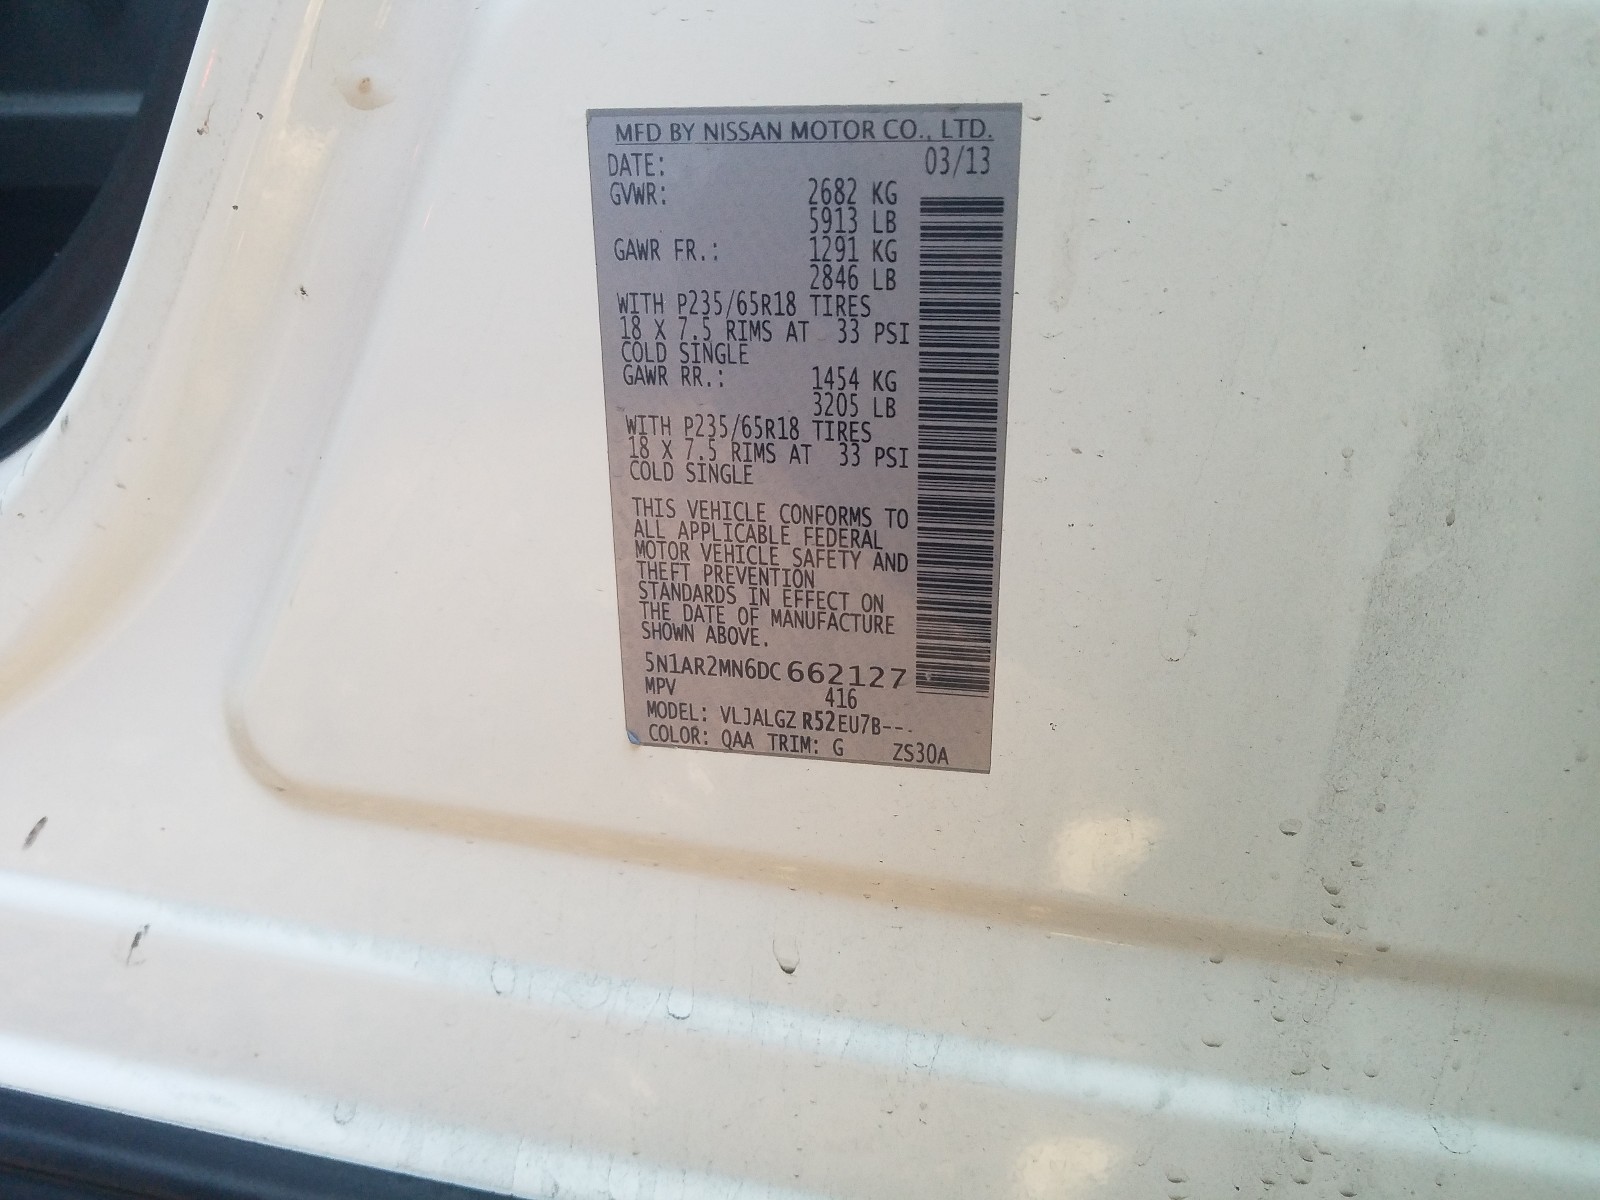 MFD BY NISSAN MOTOR CO., LTD.
DATE: 03/13
GVWR: 2682 KG
5913 LB
GAWR FR.: 1291 KG
2846 LB
WITH P235/65R18 TIRES
18 X 7.5 RIMS AT 33 PSI
COLD SINGLE
GAWR RR.: 1454 KG
3205 LB
WITH P235/65R18 TIRES
18 X 7.5 RIMS AT 33 PSI
COLD SINGLE
THIS VEHICLE CONFORMS TO
ALL APPLICABLE FEDERAL
MOTOR VEHICLE SAFETY AND
THEFT PREVENTION
STANDARDS IN EFFECT ON
THE DATE OF MANUFACTURE
SHOWN ABOVE.
5N1AR2MN6DC662127
MPV 416
MODEL: VLJALGZ R52EU7B---
COLOR: QAA TRIM: G ZS30A